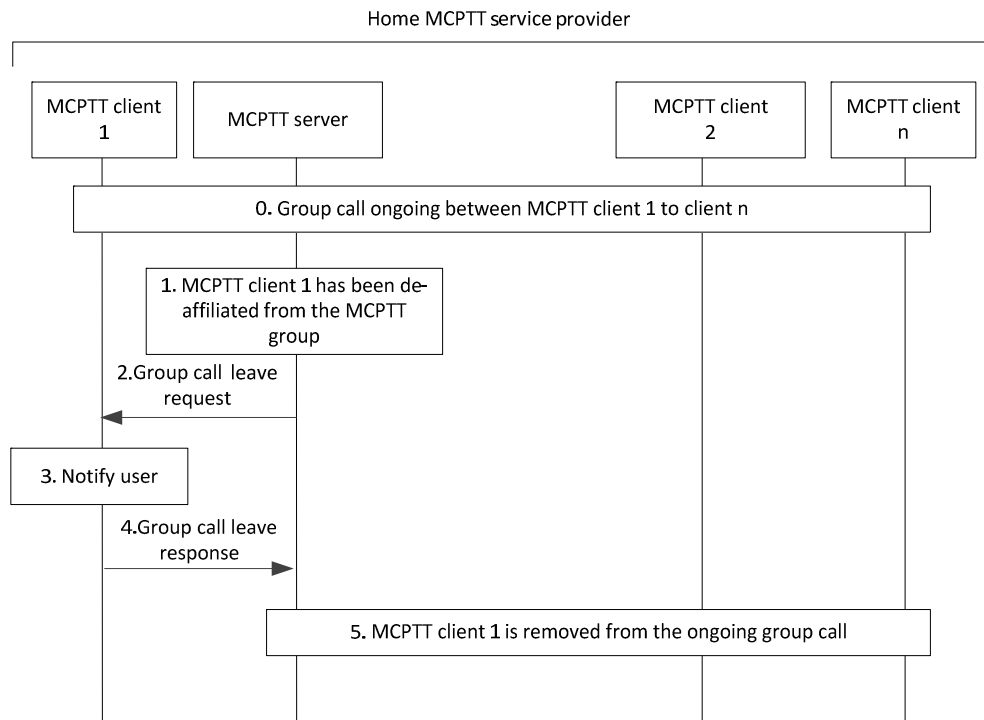 Home MCPTT service provider
MCPTT client
1
MCPTT server
MCPTT client
2
MCPTT client
n
0. Group call ongoing between MCPTT client 1 to client n
1. MCPTT client 1 has been de-
affiliated from the MCPTT
group
2.Group call leave
request
3. Notify user
4.Group call leave
response
5. MCPTT client 1 is removed from the ongoing group call